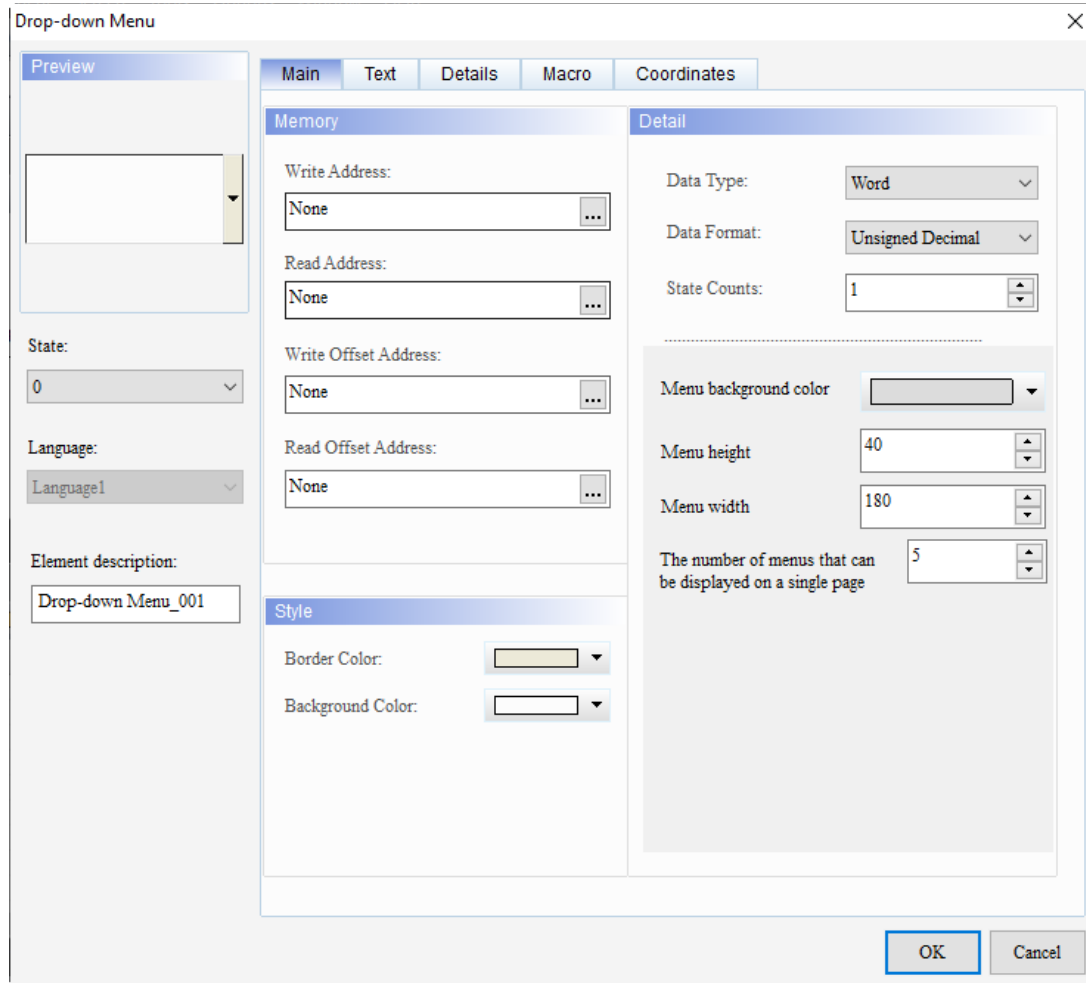 Drop-down Menu
Preview
State:
0
Language:
Language1
Element description:
Drop-down Menu_001
Main
Text
Details
Macro
Coordinates
Memory
Write Address:
None
...
Read Address:
None
...
Write Offset Address:
None
...
Read Offset Address:
None
...
Style
Border Color:
Background Color:
Detail
Data Type:
Word
Data Format:
Unsigned Decimal
State Counts:
1
Menu background color
Menu height
40
Menu width
180
The number of menus that can
be displayed on a single page
5
OK
Cancel